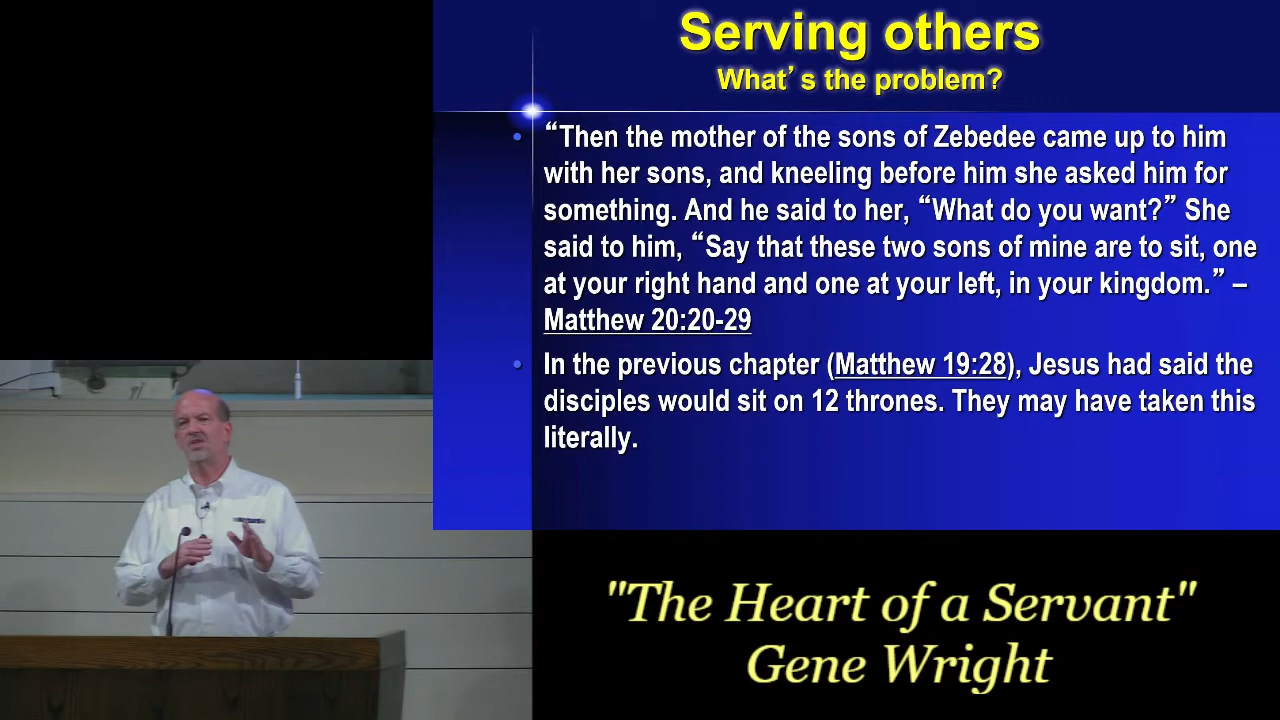 Serving others
What’s the problem?
“Then the mother of the sons of Zebedee came up to him
with her sons, and kneeling before him she asked him for
something. And he said to her, “What do you want?” She
said to him, “Say that these two sons of mine are to sit, one
at your right hand and one at your left, in your kingdom.” –
Matthew 20:20-29
In the previous chapter (Matthew 19:28), Jesus had said the
disciples would sit on 12 thrones. They may have taken this
literally.
"The Heart of a Servant"
Gene Wright